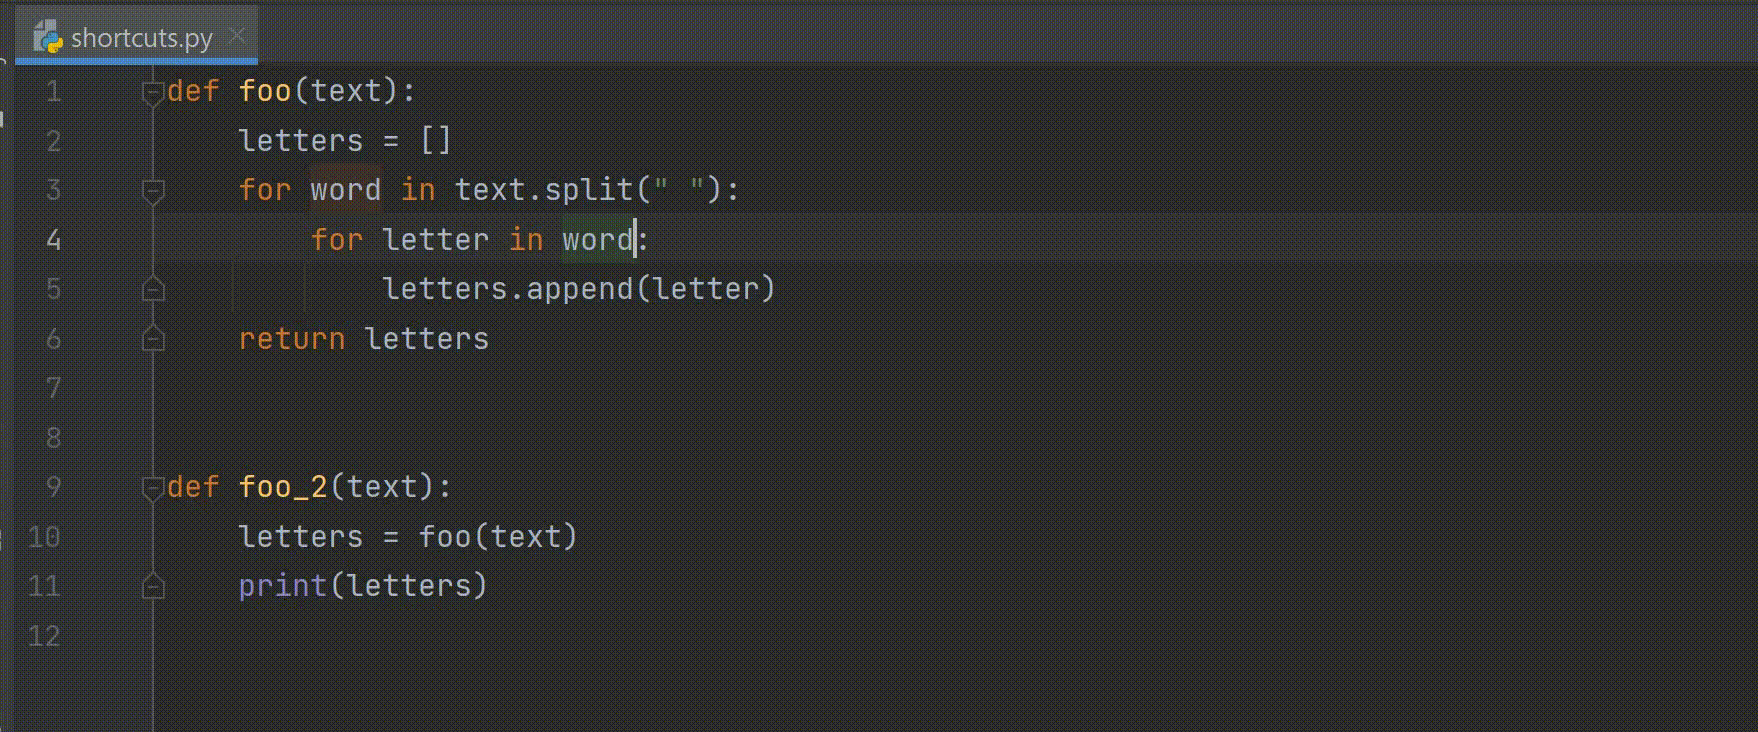 shortcuts.py
1 def foo(text):
2     letters = []
3     for word in text.split(" "):
4         for letter in word:
5             letters.append(letter)
6     return letters
7
8
9 def foo_2(text):
10     letters = foo(text)
11     print(letters)
12